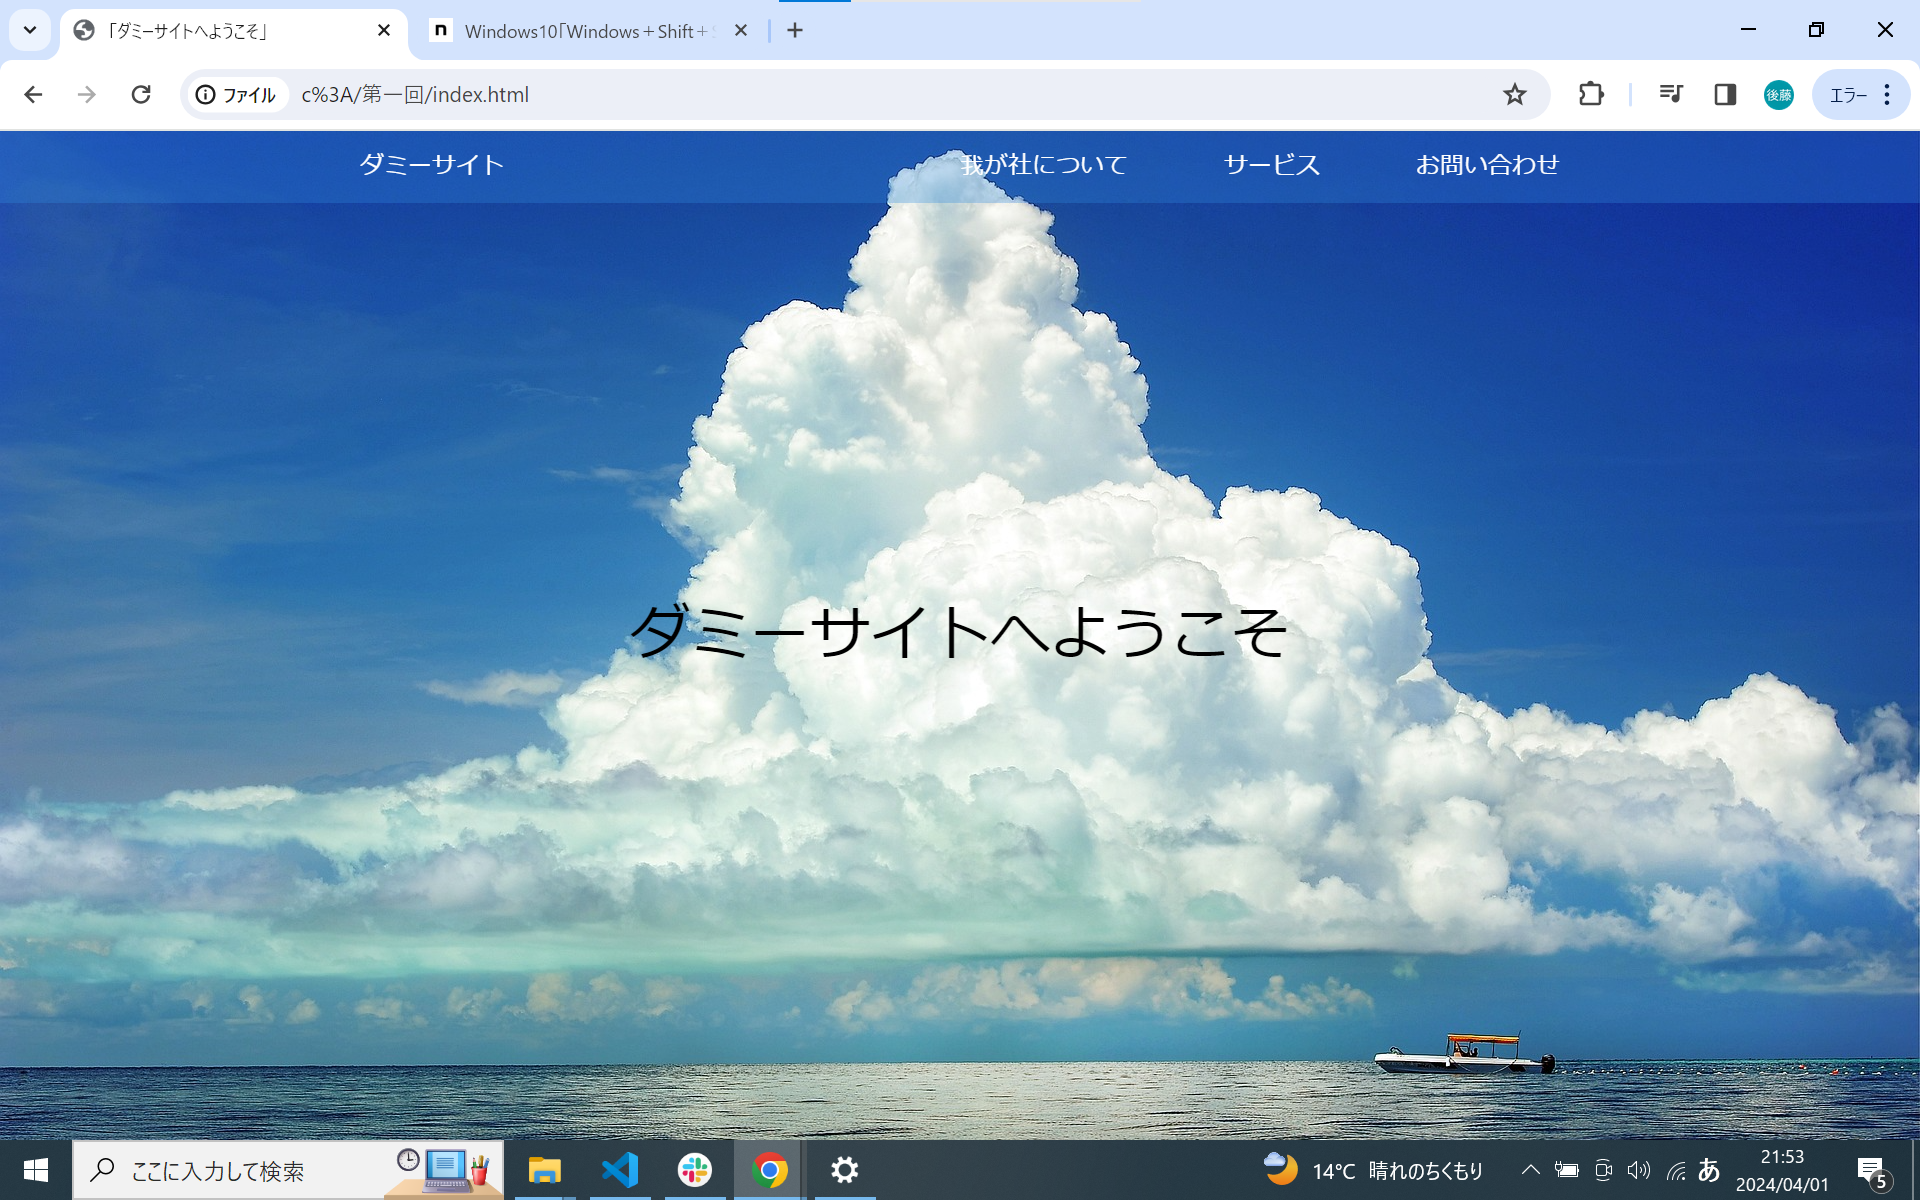 「ダミーサイトへようこそ」
Windows10「Windows＋Shift＋
ファイル
c%3A/第一回/index.html
後藤
エラー
ダミーサイト
我が社について
サービス
お問い合わせ
ダミーサイトへようこそ
ここに入力して検索
14°C 晴れのちくもり
あ
21:53
2024/04/01
5